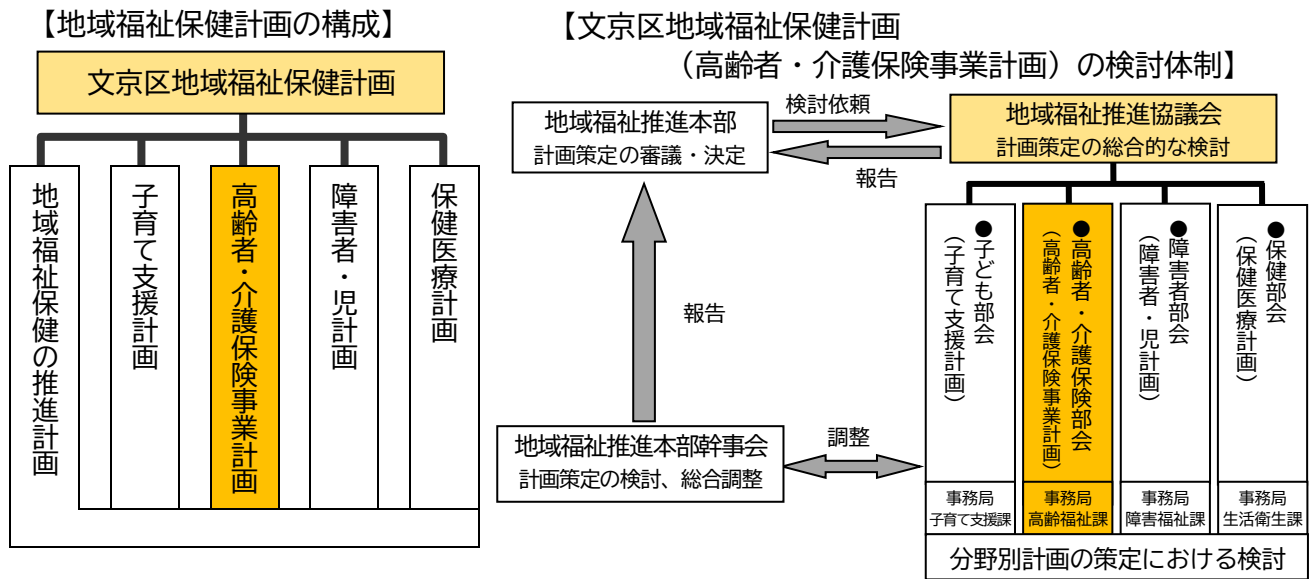 【地域福祉保健計画の構成】
文京区地域福祉保健計画
地域福祉保健の推進計画
子育て支援計画
高齢者・介護保険事業計画
障害者・児計画
保健医療計画
【文京区地域福祉保健計画
（高齢者・介護保険事業計画）の検討体制】
地域福祉推進本部
計画策定の審議・決定
検討依頼
報告
地域福祉推進協議会
計画策定の総合的な検討
報告
地域福祉推進本部幹事会
計画策定の検討、総合調整
調整
●子ども部会
（子育て支援計画）
事務局
子育て支援課
●高齢者・介護保険部会
（高齢者・介護保険事業計画）
事務局
高齢福祉課
●障害者部会
（障害者・児計画）
事務局
障害福祉課
●保健部会
（保健医療計画）
事務局
生活衛生課
分野別計画の策定における検討